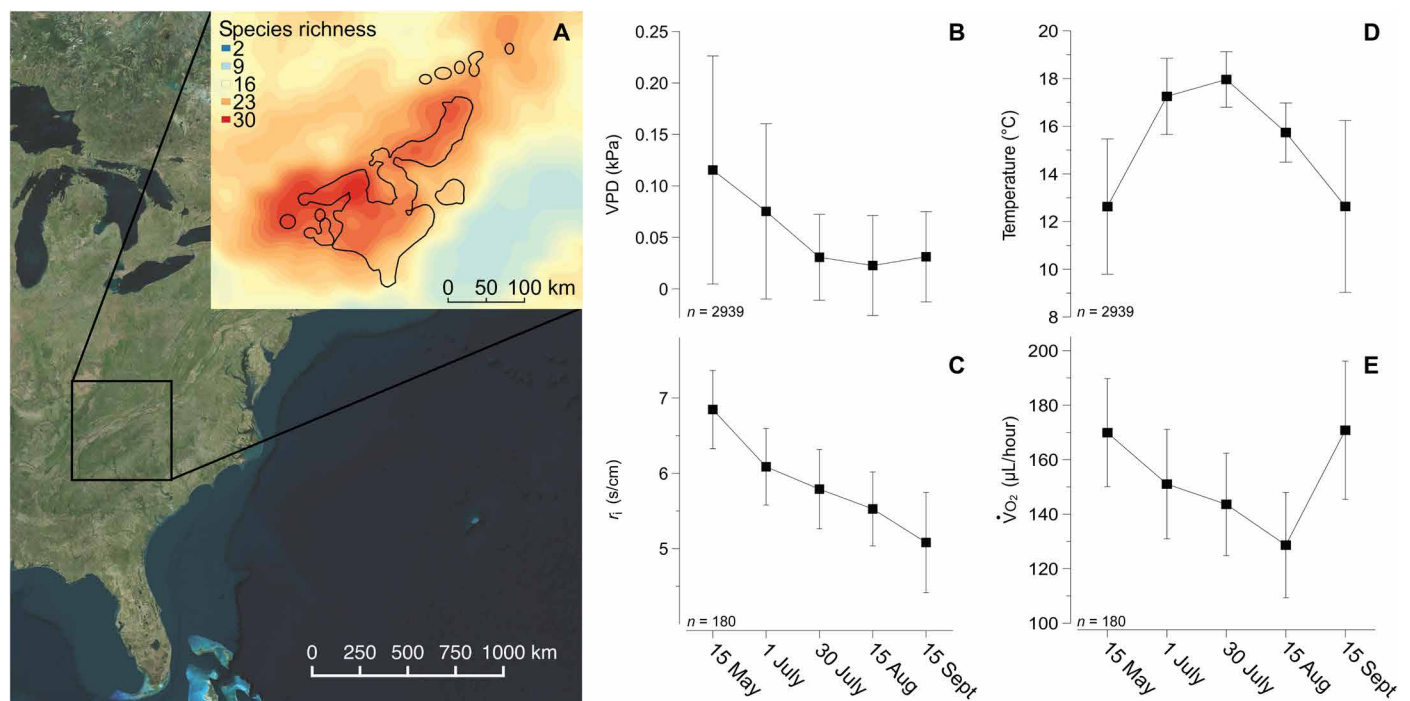 Species richness
A
2
9
16
23
30
0 50 100 km
0 250 500 750 1000 km
B
0.25
0.20
0.15
0.10
0.05
0
VPD (kPa)
n = 2939
C
7
6
5
ri (s/cm)
n = 180
15 May
1 July
30 July
15 Aug
15 Sept
D
20
18
16
14
12
10
8
Temperature (°C)
n = 2939
E
200
180
160
140
120
100
V̇O2 (µL/hour)
n = 180
15 May
1 July
30 July
15 Aug
15 Sept